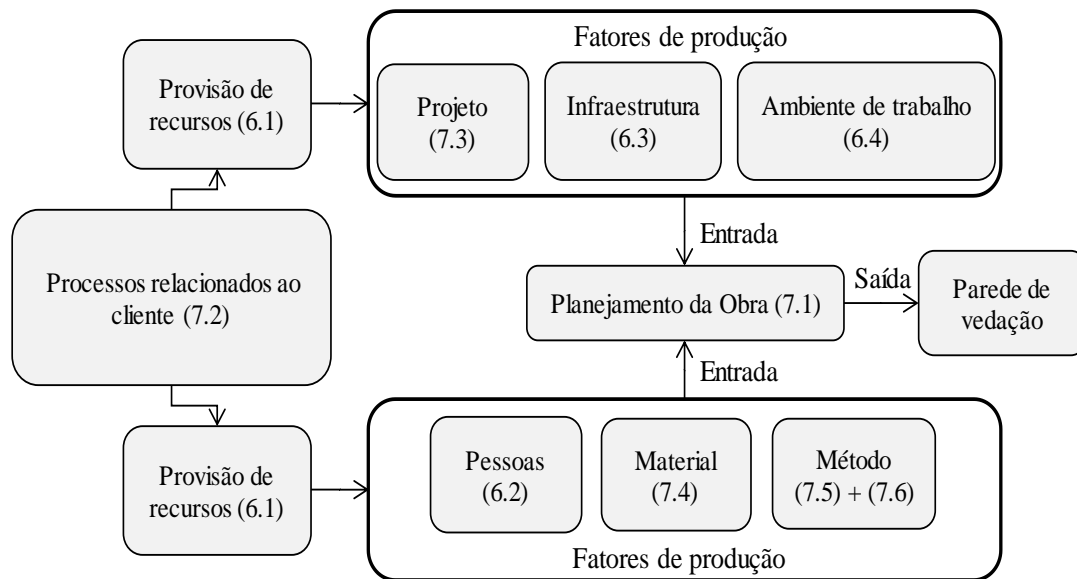 Fatores de produção
Provisão de
recursos (6.1)
Projeto
(7.3)
Infraestrutura
(6.3)
Ambiente de trabalho
(6.4)
Processos relacionados ao
cliente (7.2)
Entrada
Planejamento da Obra (7.1)
Saída
Parede de
vedação
Entrada
Provisão de
recursos (6.1)
Pessoas
(6.2)
Material
(7.4)
Método
(7.5) + (7.6)
Fatores de produção